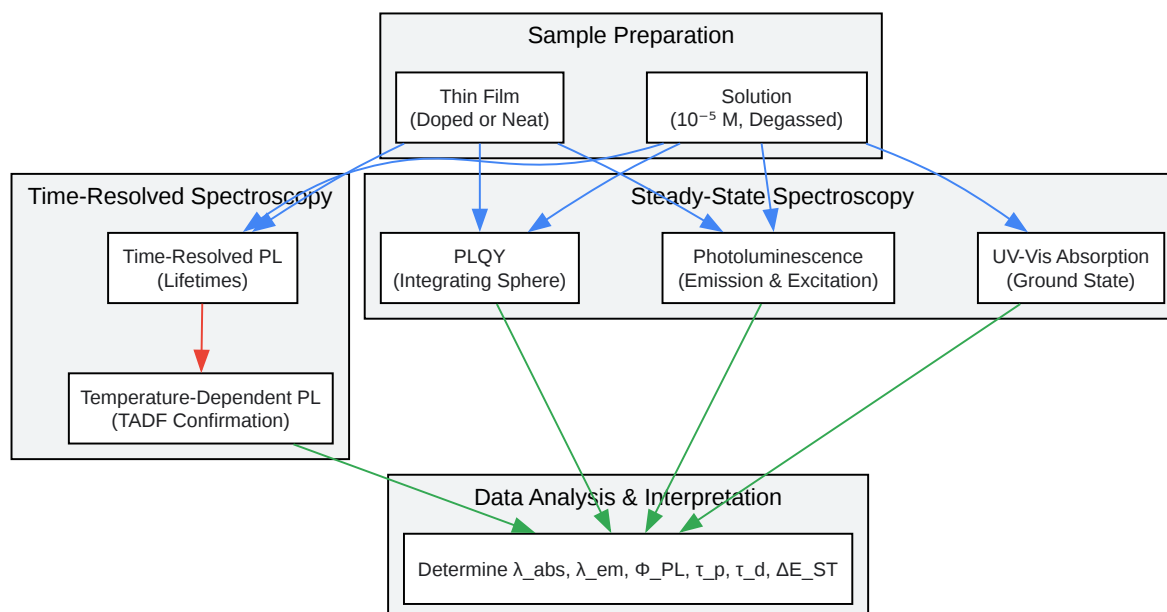 Sample Preparation
Thin Film
(Doped or Neat)
Solution
(10⁻⁵ M, Degassed)
Time-Resolved Spectroscopy
Time-Resolved PL
(Lifetimes)
Temperature-Dependent PL
(TADF Confirmation)
Steady-State Spectroscopy
PLQY
(Integrating Sphere)
Photoluminescence
(Emission & Excitation)
UV-Vis Absorption
(Ground State)
Data Analysis & Interpretation
Determine λ_abs, λ_em, Φ_PL, τ_p, τ_d, ΔE_ST